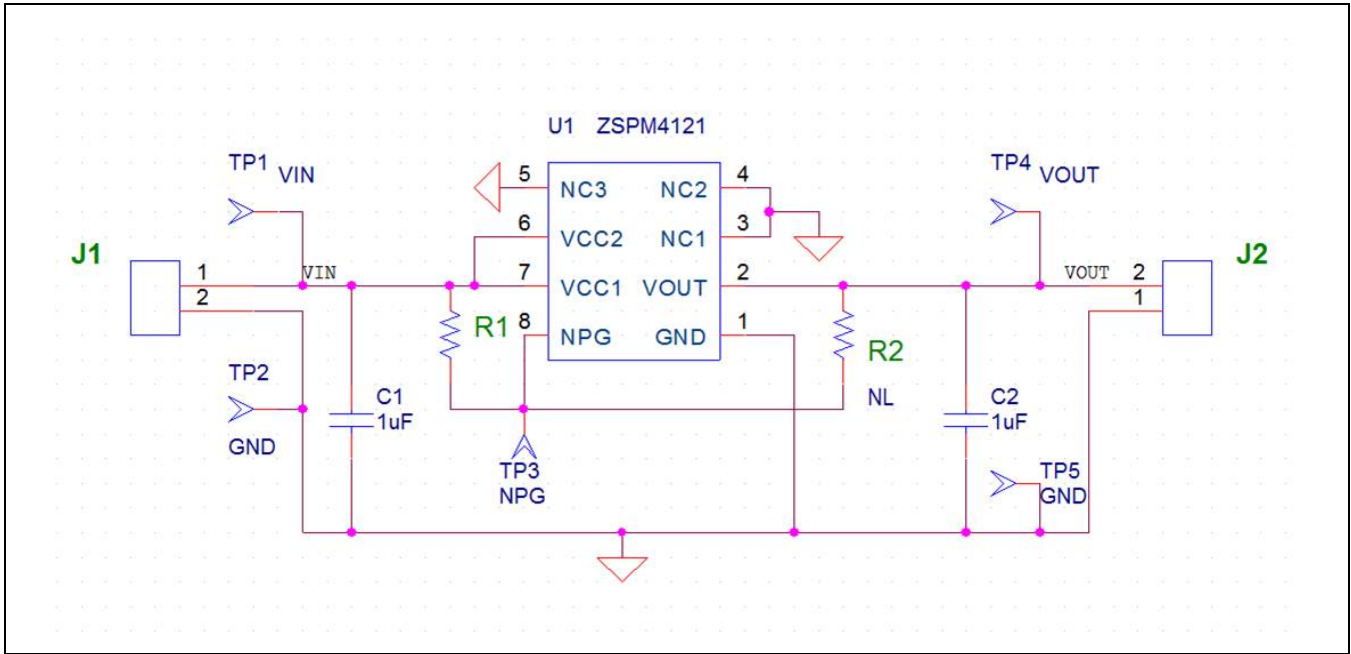 U1 ZSPM4121
TP1 VIN
5 NC3 NC2 4
TP4 VOUT
6 VCC2 NC1 3
J1
1 VIN
7 VCC1 VOUT 2
VOUT 2
J2
2
1
R1
8 NPG GND 1
R2
TP2
GND
C1
1uF
NL
C2
1uF
TP3
NPG
TP5
GND